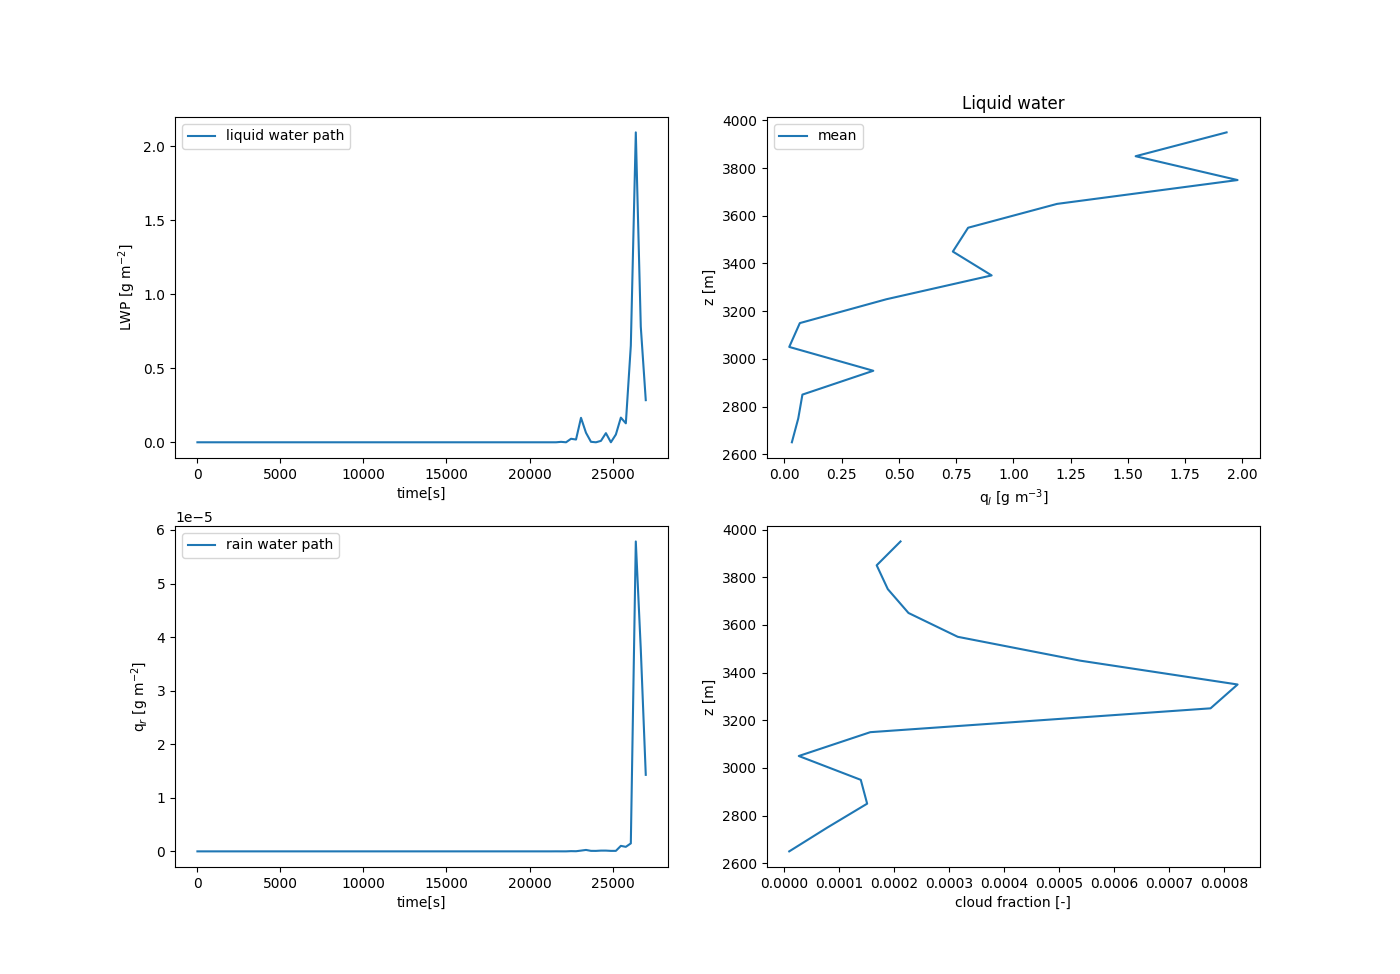 Liquid water
liquid water path
2.0
1.5
1.0
0.5
0.0
LWP [g m⁻²]
0 5000 10000 15000 20000 25000
time[s]
mean
4000
3800
3600
3400
3200
3000
2800
2600
z [m]
0.00 0.25 0.50 0.75 1.00 1.25 1.50 1.75 2.00
qₗ [g m⁻³]
1e−5
rain water path
6
5
4
3
2
1
0
qᵣ [g m⁻²]
0 5000 10000 15000 20000 25000
time[s]
4000
3800
3600
3400
3200
3000
2800
2600
z [m]
0.0000 0.0001 0.0002 0.0003 0.0004 0.0005 0.0006 0.0007 0.0008
cloud fraction [-]